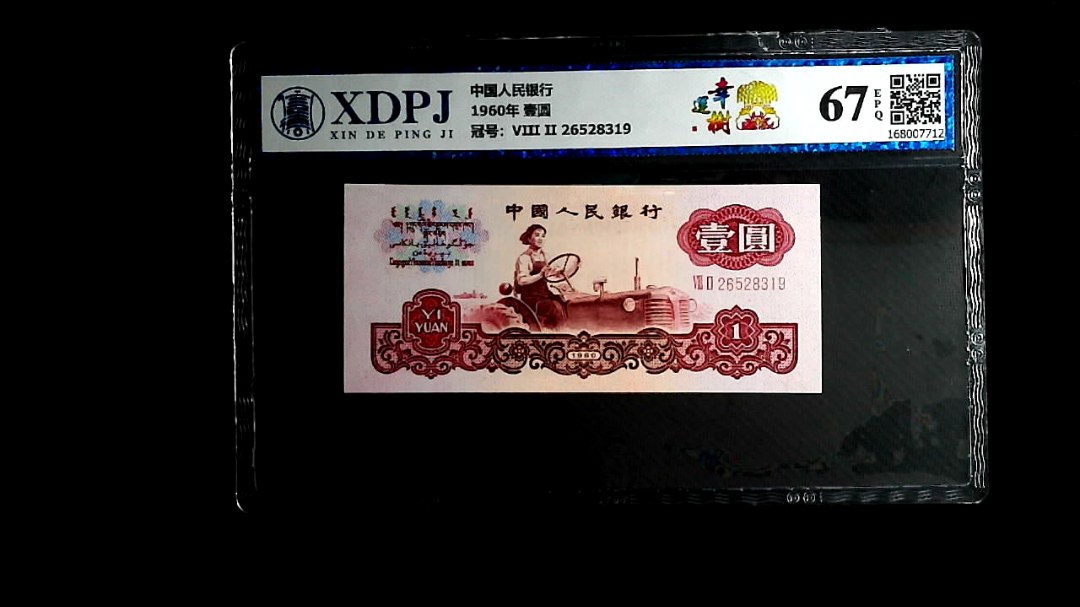 XDPJ
XIN DE PING JI
中国人民银行
1960年 壹圆
冠号: VIII II 26528319
幸運樹
67
EPQ
168007712
中國人民銀行
壹圓
VIII II 26528319
YI
YUAN
1960
1